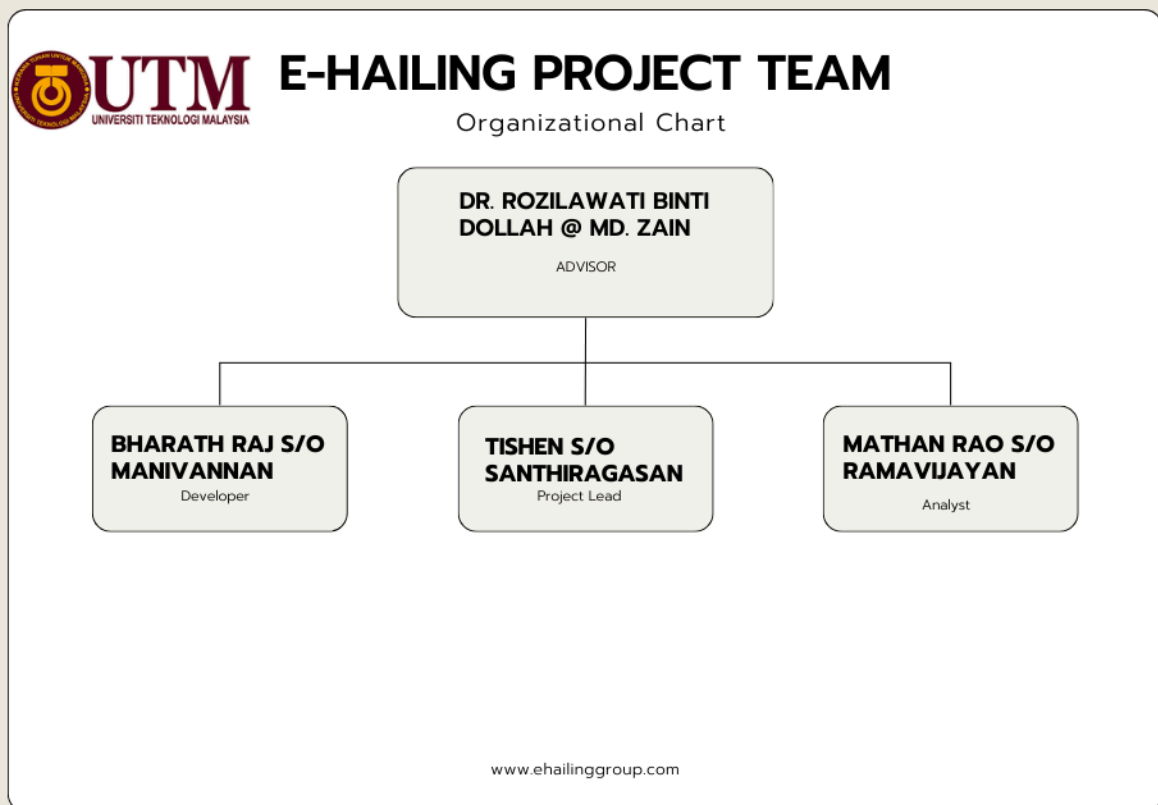 UTM
UNIVERSITI TEKNOLOGI MALAYSIA
E-HAILING PROJECT TEAM
Organizational Chart
DR. ROZILAWATI BINTI
DOLLAH @ MD. ZAIN
ADVISOR
BHARATH RAJ S/O
MANIVANNAN
Developer
TISHEN S/O
SANTHIRAGASAN
Project Lead
MATHAN RAO S/O
RAMAVIJAYAN
Analyst
www.ehailinggroup.com